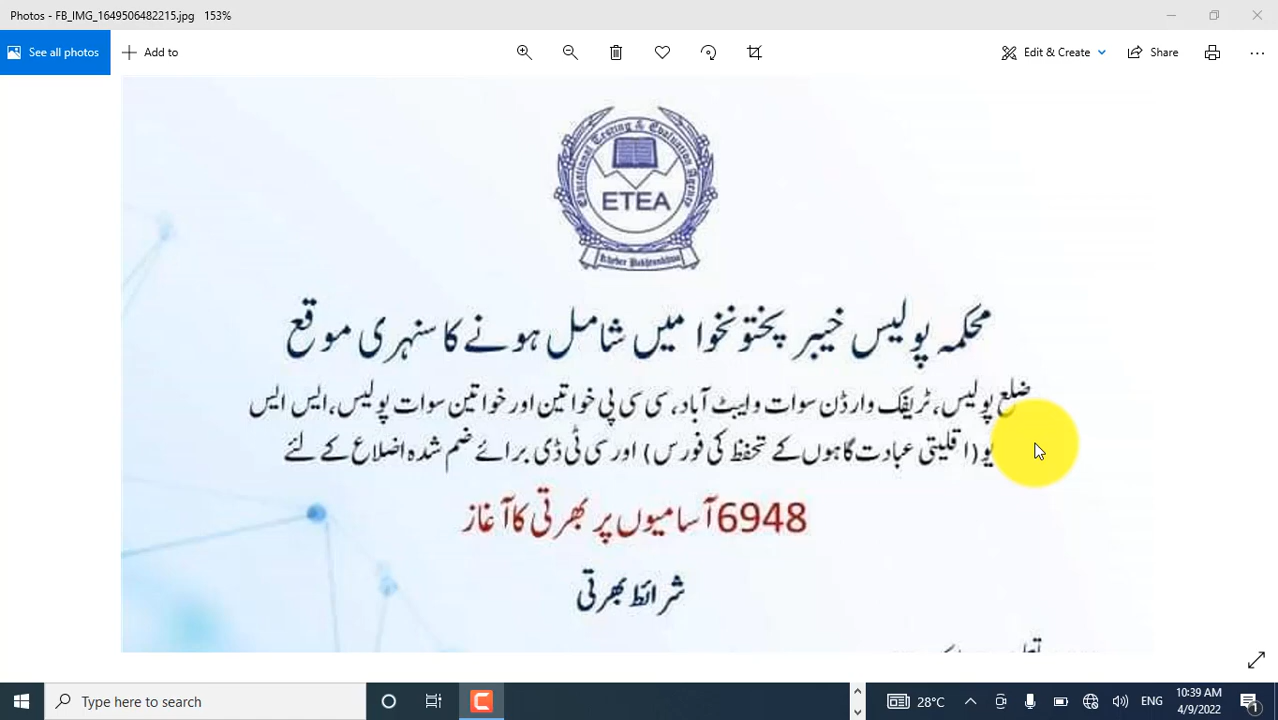 Photos - FB_IMG_1649506482215.jpg 153%
See all photos
Add to
Edit & Create
Share
Educational Testing & Evaluation Agency
ETEA
Khyber Pakhtunkhwa
محکمہ پولیس خیبر پختونخوا میں شامل ہونے کا سنہری موقع
ضلع پولیس، ٹریفک وارڈن سوات و ایبٹ آباد، سی سی پی خواتین اور خواتین سوات پولیس، ایس ایس
یو (اقلیتی عبادت گاہوں کے تحفظ کی فورس) اور سی ٹی ڈی برائے ضم شدہ اضلاع کے لئے
6948 آسامیوں پر بھرتی کا آغاز
شرائط بھرتی
Type here to search
28°C
ENG
10:39 AM
4/9/2022
1